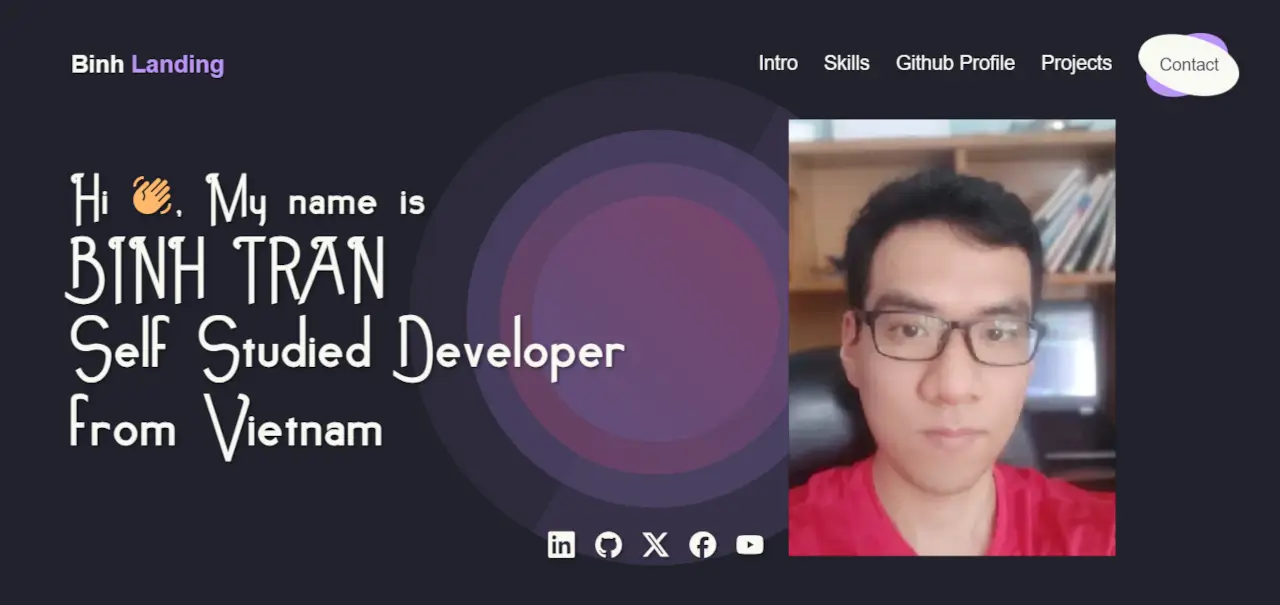 Binh Landing
Intro
Skills
Github Profile
Projects
Contact
Hi 👋, My name is
BINH TRAN
Self Studied Developer
from Vietnam